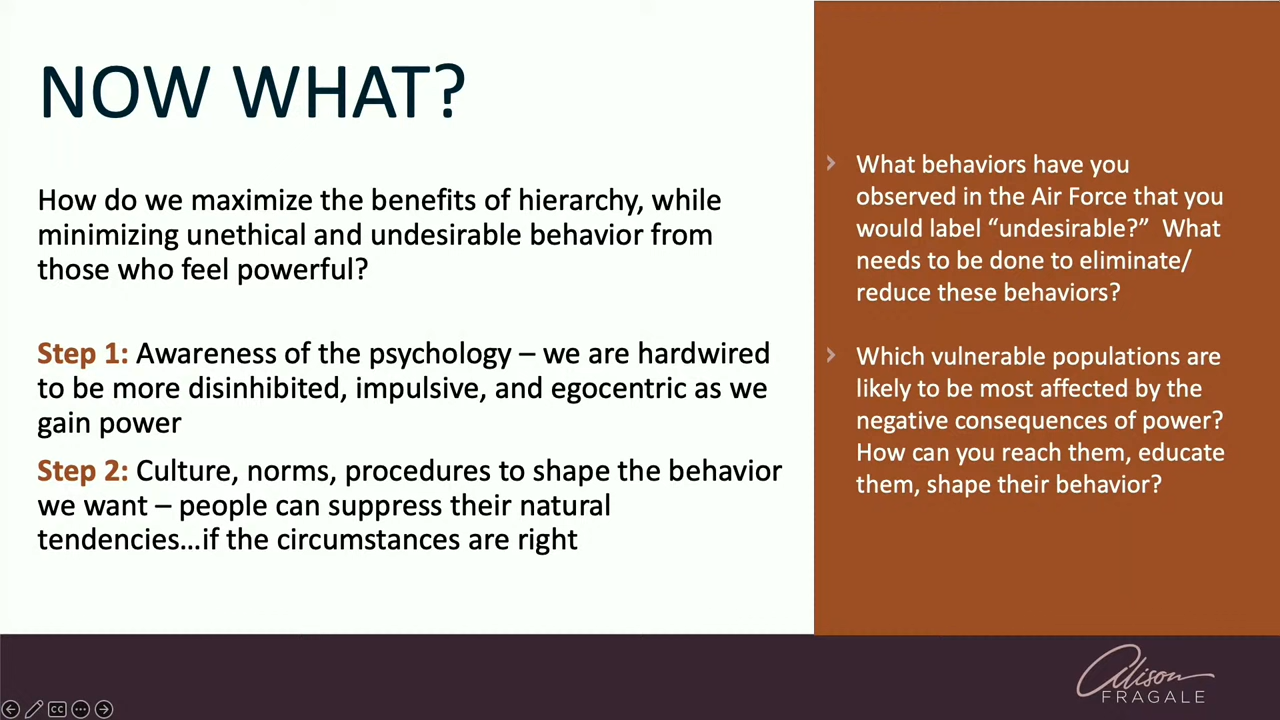 NOW WHAT?
How do we maximize the benefits of hierarchy, while
minimizing unethical and undesirable behavior from
those who feel powerful?
Step 1: Awareness of the psychology – we are hardwired
to be more disinhibited, impulsive, and egocentric as we
gain power
Step 2: Culture, norms, procedures to shape the behavior
we want – people can suppress their natural
tendencies...if the circumstances are right
What behaviors have you
observed in the Air Force that you
would label “undesirable?” What
needs to be done to eliminate/
reduce these behaviors?
Which vulnerable populations are
likely to be most affected by the
negative consequences of power?
How can you reach them, educate
them, shape their behavior?
Alison
FRAGALE
CC